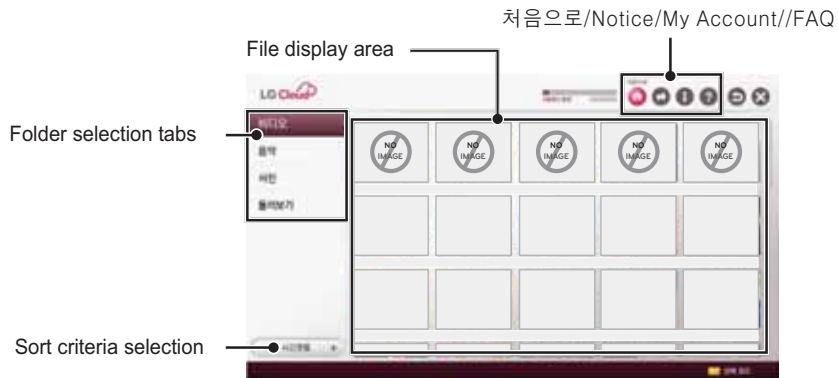 처음으로/Notice/My Account//FAQ
File display area
LG Cloud
Folder selection tabs
비디오
음악
사진
둘러보기
NO IMAGE
NO IMAGE
NO IMAGE
NO IMAGE
NO IMAGE
Sort criteria selection